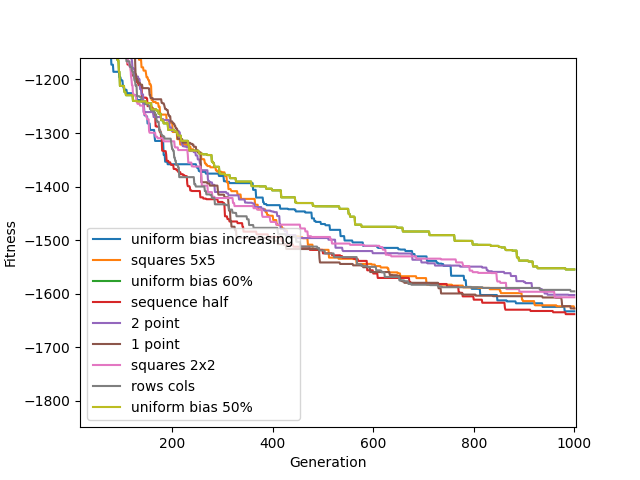 −1200
−1300
−1400
−1500
−1600
−1700
−1800
Fitness
uniform bias increasing
squares 5x5
uniform bias 60%
sequence half
2 point
1 point
squares 2x2
rows cols
uniform bias 50%
200 400 600 800 1000
Generation